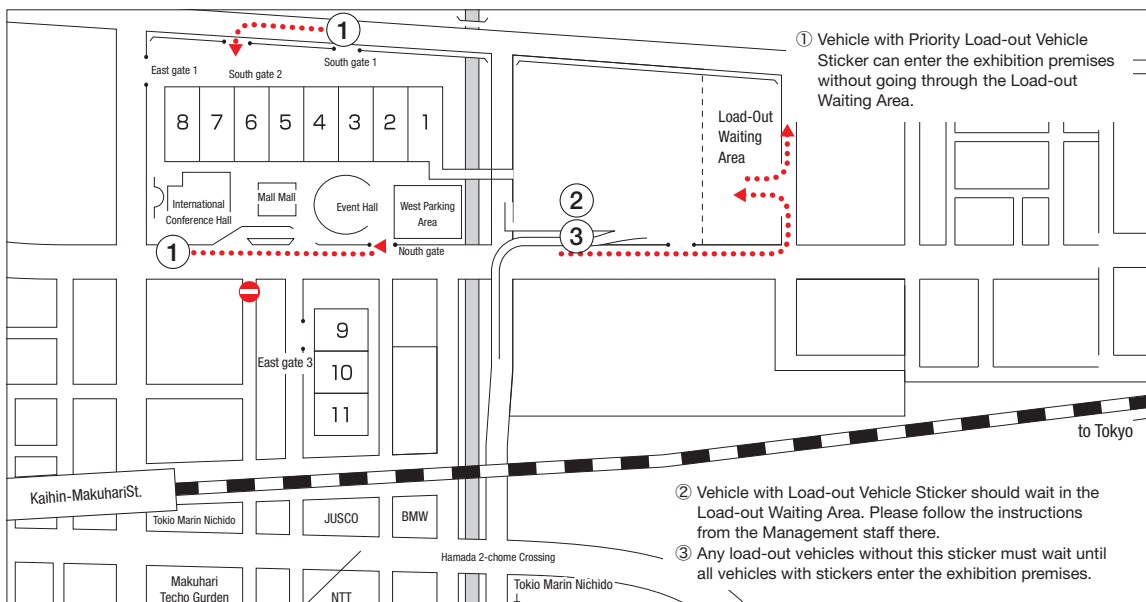 ①
① Vehicle with Priority Load-out Vehicle
Sticker can enter the exhibition premises
without going through the Load-out
Waiting Area.
East gate 1
South gate 2
South gate 1
8 7 6 5 4 3 2 1
Load-Out
Waiting
Area
International
Conference Hall
Mall Mall
Event Hall
West Parking
Area
②
③
①
Nouth gate
9
East gate 3
10
11
to Tokyo
Kaihin-MakuhariSt.
② Vehicle with Load-out Vehicle Sticker should wait in the
Load-out Waiting Area. Please follow the instructions
from the Management staff there.
③ Any load-out vehicles without this sticker must wait until
all vehicles with stickers enter the exhibition premises.
Tokio Marin Nichido
JUSCO
BMW
Hamada 2-chome Crossing
Makuhari
Techo Gurden
NTT
Tokio Marin Nichido